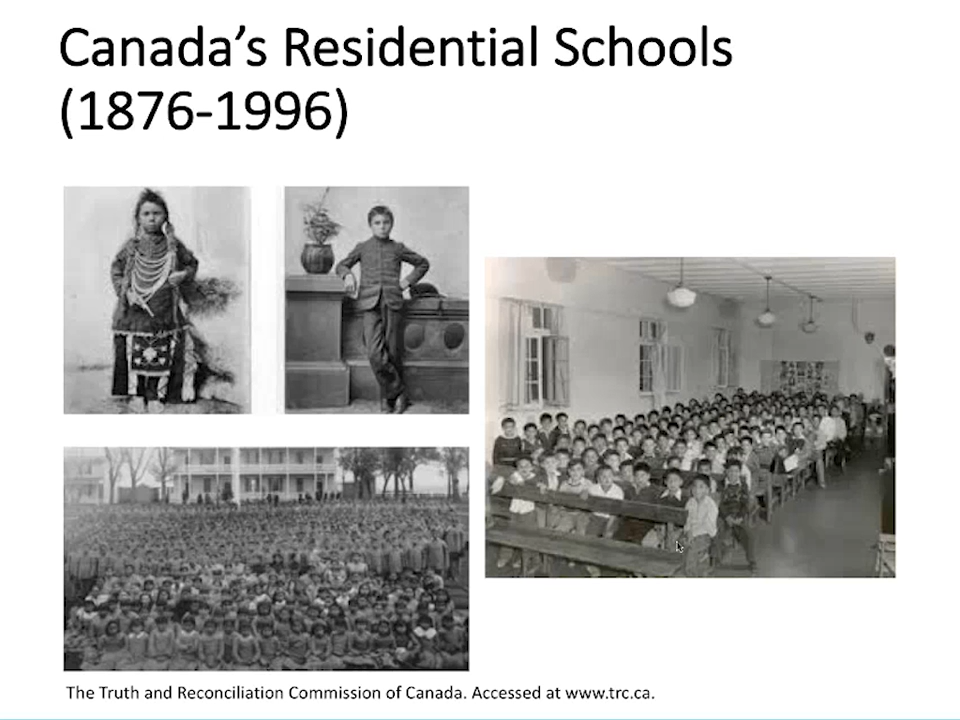 Canada’s Residential Schools
(1876-1996)
The Truth and Reconciliation Commission of Canada. Accessed at www.trc.ca.